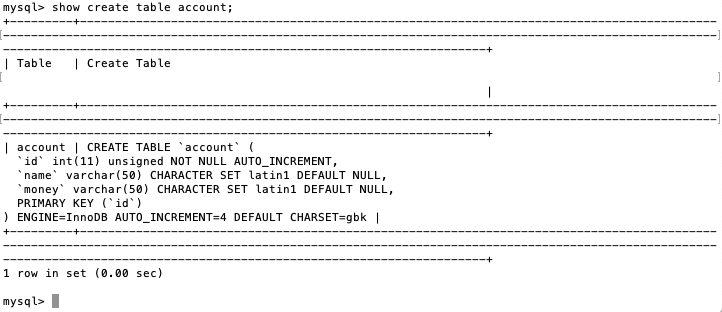 mysql> show create table account;
| Table | Create Table
|
| account | CREATE TABLE `account` (
`id` int(11) unsigned NOT NULL AUTO_INCREMENT,
`name` varchar(50) CHARACTER SET latin1 DEFAULT NULL,
`money` varchar(50) CHARACTER SET latin1 DEFAULT NULL,
PRIMARY KEY (`id`)
) ENGINE=InnoDB AUTO_INCREMENT=4 DEFAULT CHARSET=gbk |
1 row in set (0.00 sec)
mysql>